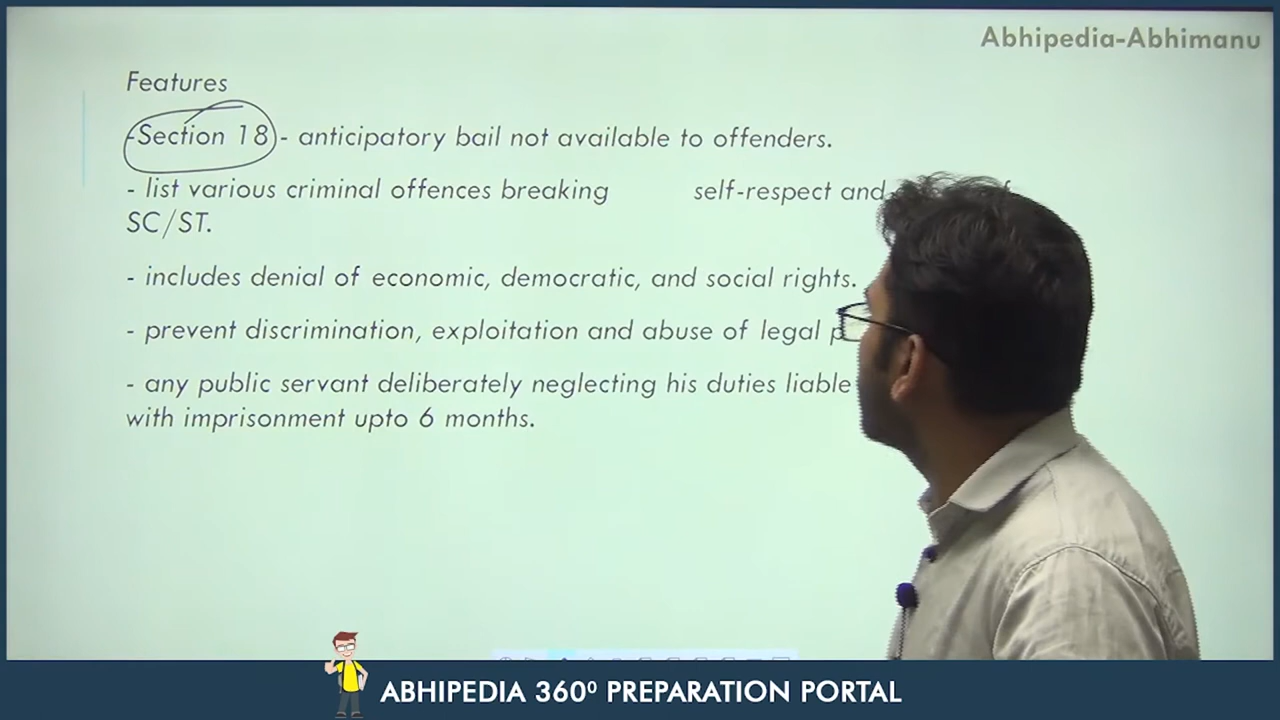 Abhipedia-Abhimanu
Features
-Section 18 - anticipatory bail not available to offenders.
- list various criminal offences breaking self-respect and
SC/ST.
- includes denial of economic, democratic, and social rights.
- prevent discrimination, exploitation and abuse of legal
- any public servant deliberately neglecting his duties liable
with imprisonment upto 6 months.
ABHIPEDIA 360⁰ PREPARATION PORTAL